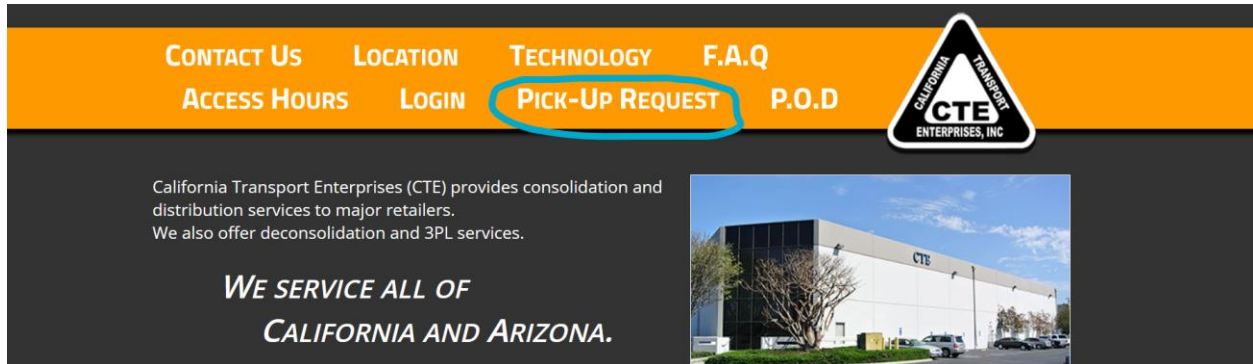 Contact Us Location Technology F.A.Q
Access Hours Login Pick-Up Request P.O.D
CALIFORNIA TRANSPORT
CTE
ENTERPRISES, INC
California Transport Enterprises (CTE) provides consolidation and
distribution services to major retailers.
We also offer deconsolidation and 3PL services.
We service all of
California and Arizona.
CTE